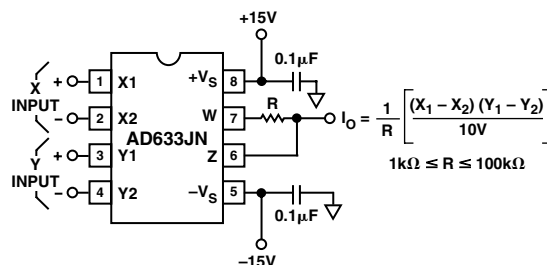 +15V
0.1µF
X
INPUT
+
1
X1
+VS
8
–
2
X2
W
7
R
AD633JN
Y
INPUT
+
3
Y1
Z
6
–
4
Y2
–VS
5
0.1µF
–15V
IO = 1/R [(X1 – X2) (Y1 – Y2)/10V]
1kΩ ≤ R ≤ 100kΩ